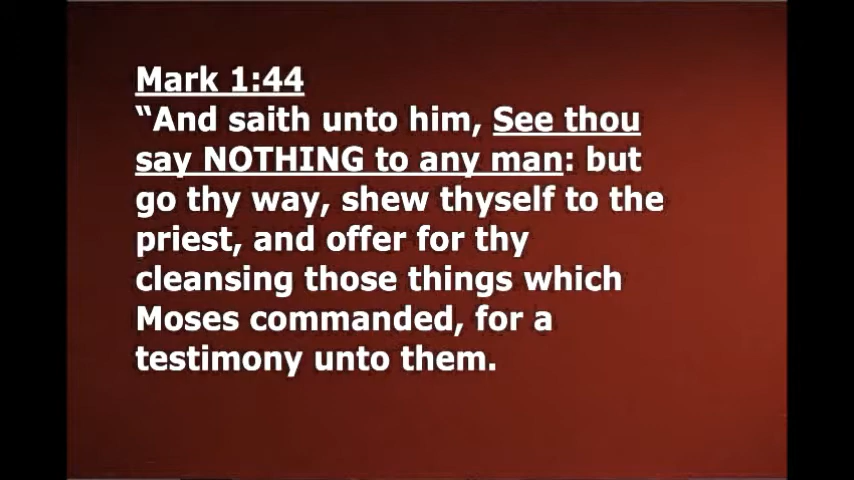 Mark 1:44
“And saith unto him, See thou
say NOTHING to any man: but
go thy way, shew thyself to the
priest, and offer for thy
cleansing those things which
Moses commanded, for a
testimony unto them.